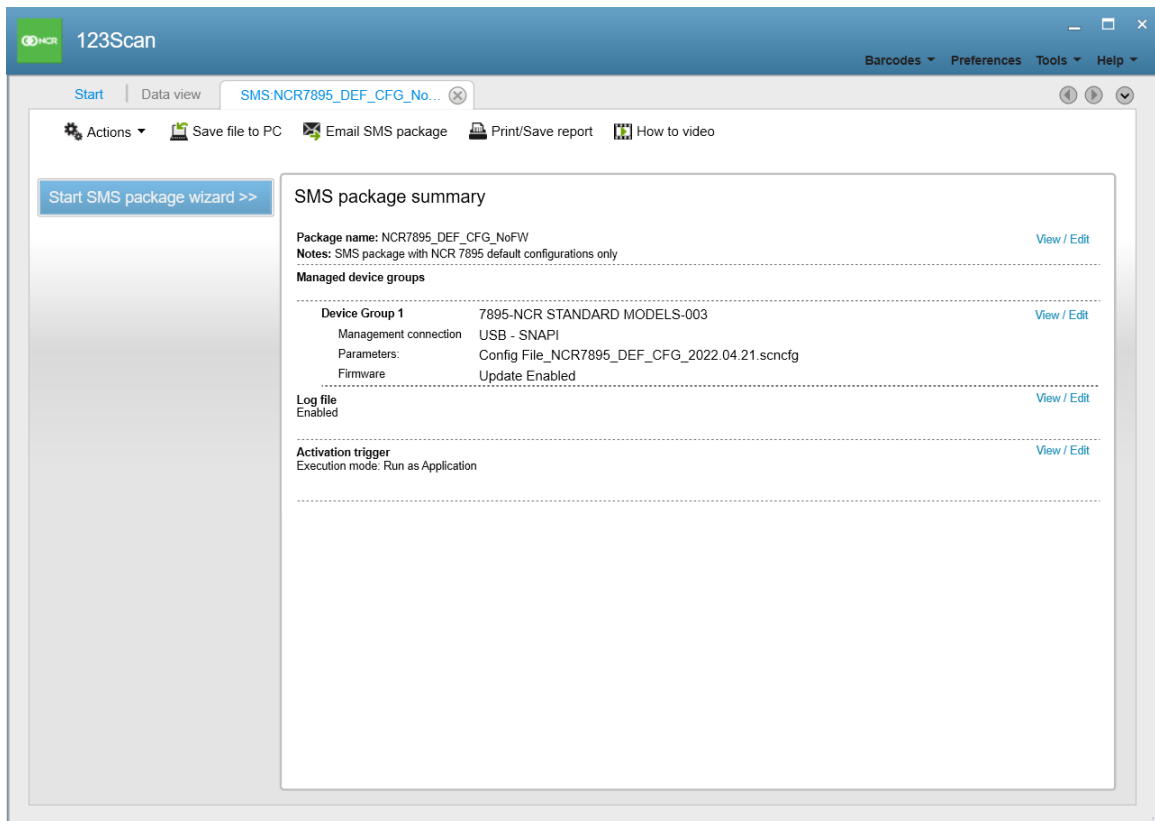 NCR 123Scan
Barcodes Preferences Tools Help
Start Data view SMS:NCR7895_DEF_CFG_No...
Actions Save file to PC Email SMS package Print/Save report How to video
Start SMS package wizard >>
SMS package summary
Package name: NCR7895_DEF_CFG_NoFW View / Edit
Notes: SMS package with NCR 7895 default configurations only
Managed device groups
Device Group 1 7895-NCR STANDARD MODELS-003 View / Edit
Management connection USB - SNAPI
Parameters: Config File_NCR7895_DEF_CFG_2022.04.21.scncfg
Firmware Update Enabled
Log file View / Edit
Enabled
Activation trigger View / Edit
Execution mode: Run as Application